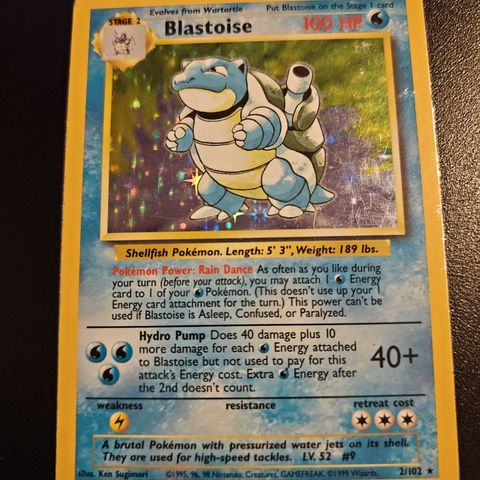 Evolves from Wartortle Put Blastoise on the Stage 1 card
STAGE 2
Blastoise 100 HP
Shellfish Pokémon. Length: 5' 3", Weight: 189 lbs.
Pokémon Power: Rain Dance As often as you like during
your turn (before your attack), you may attach 1 Energy
card to 1 of your Pokémon. (This doesn't use up your 1
Energy card attachment for the turn.) This power can't be
used if Blastoise is Asleep, Confused, or Paralyzed.
Hydro Pump Does 40 damage plus 10
more damage for each Energy attached
to Blastoise but not used to pay for this
attack's Energy cost. Extra Energy after
the 2nd doesn't count.
40+
weakness resistance retreat cost
A brutal Pokémon with pressurized water jets on its shell.
They are used for high-speed tackles. LV. 52 #9
Illus. Ken Sugimori ©1995, 96, 98 Nintendo, Creatures, GAMEFREAK. ©1999 Wizards. 2/102 ★